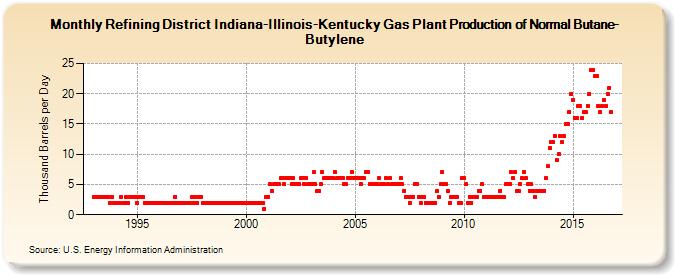 Monthly Refining District Indiana-Illinois-Kentucky Gas Plant Production of Normal Butane-
Butylene
Thousand Barrels per Day
25
20
15
10
5
0
1995
2000
2005
2010
2015
Source: U.S. Energy Information Administration